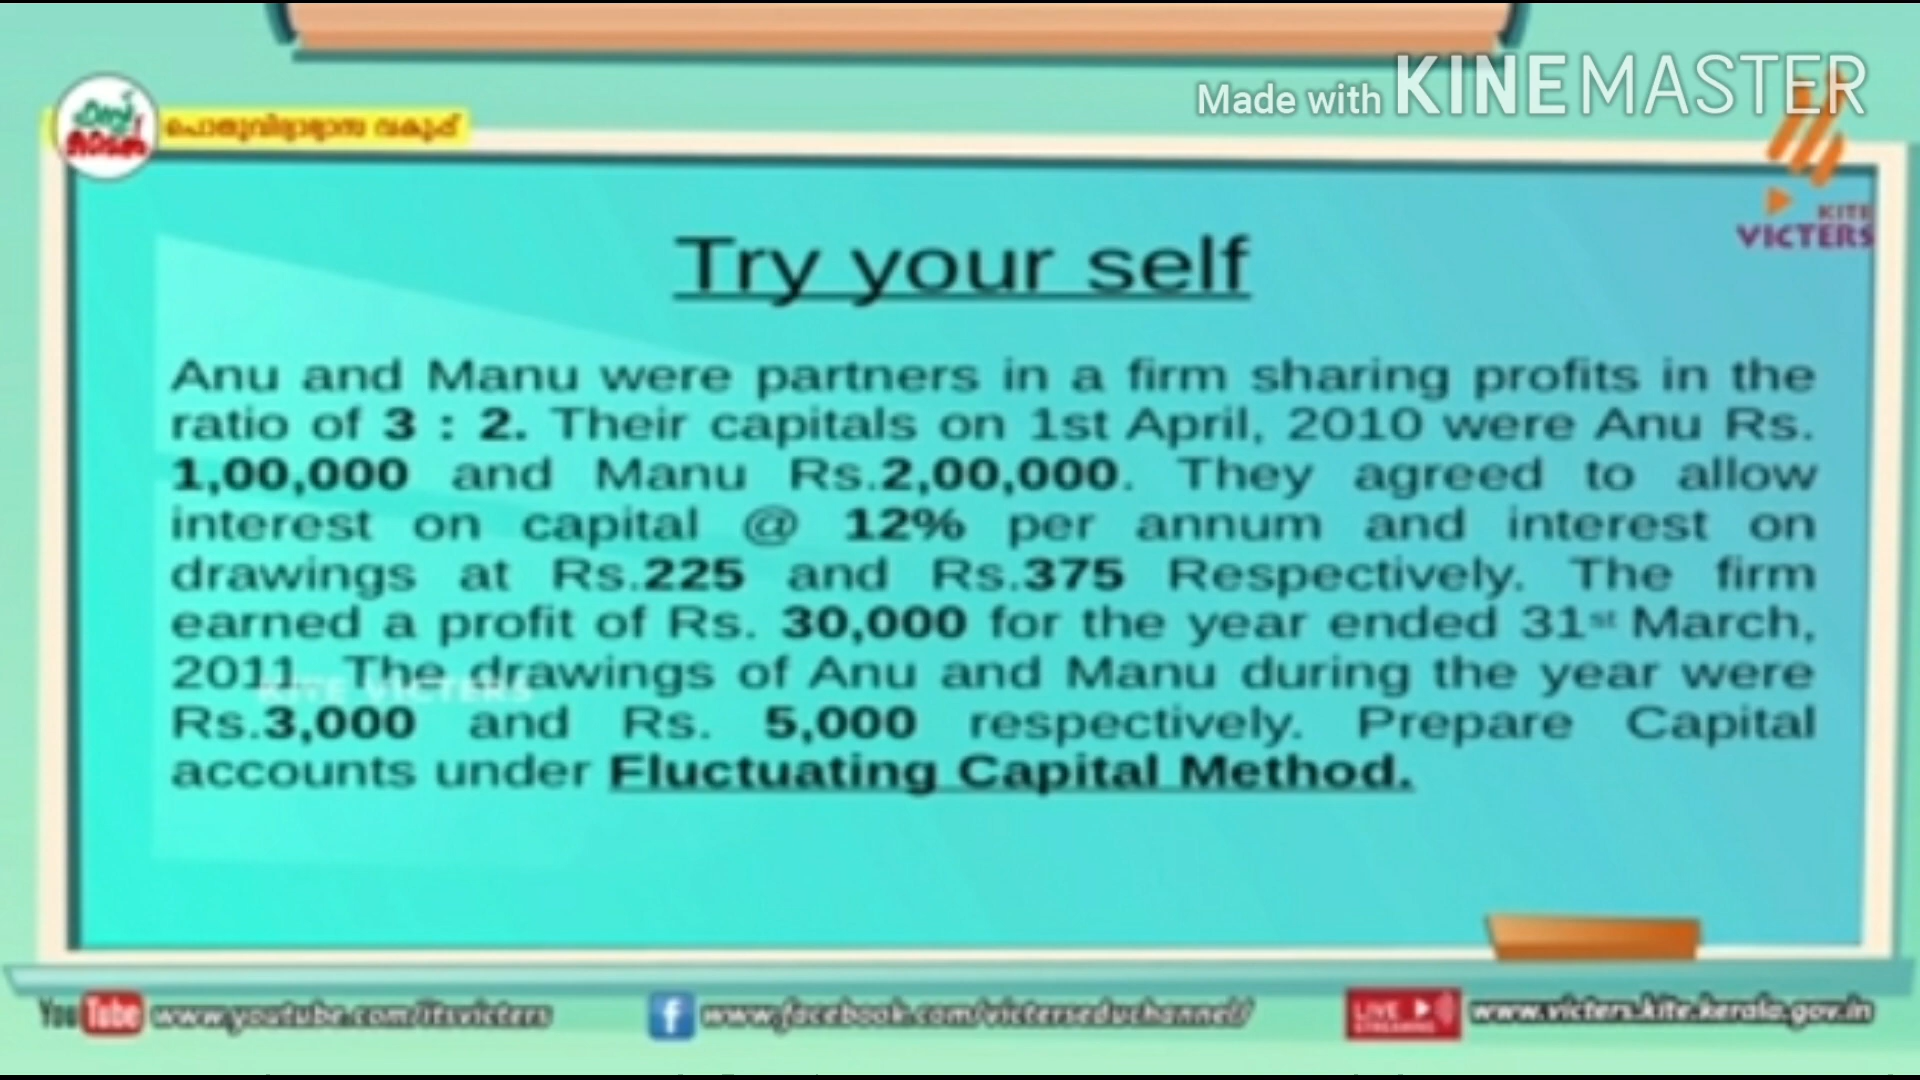 Made with KINEMASTER
പൊതുവിദ്യാഭ്യാസ വകുപ്പ്
KITE
VICTERS
Try your self
Anu and Manu were partners in a firm sharing profits in the
ratio of 3 : 2. Their capitals on 1st April, 2010 were Anu Rs.
1,00,000 and Manu Rs.2,00,000. They agreed to allow
interest on capital @ 12% per annum and interest on
drawings at Rs.225 and Rs.375 Respectively. The firm
earned a profit of Rs. 30,000 for the year ended 31st March,
2011. The drawings of Anu and Manu during the year were
KITE VICTERS
Rs.3,000 and Rs. 5,000 respectively. Prepare Capital
accounts under Fluctuating Capital Method.
YouTube www.youtube.com/itsvicters
f www.facebook.com/victerseduchannel/
LIVE STREAMING www.victers.kite.kerala.gov.in